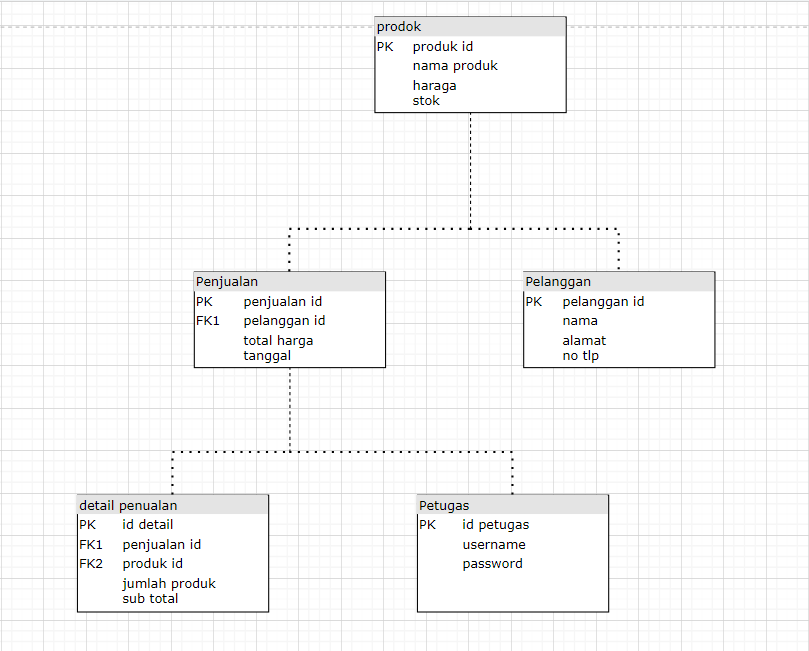 prodok
PK produk id
nama produk
haraga
stok
Penjualan
PK penjualan id
FK1 pelanggan id
total harga
tanggal
Pelanggan
PK pelanggan id
nama
alamat
no tlp
detail penualan
PK id detail
FK1 penjualan id
FK2 produk id
jumlah produk
sub total
Petugas
PK id petugas
username
password